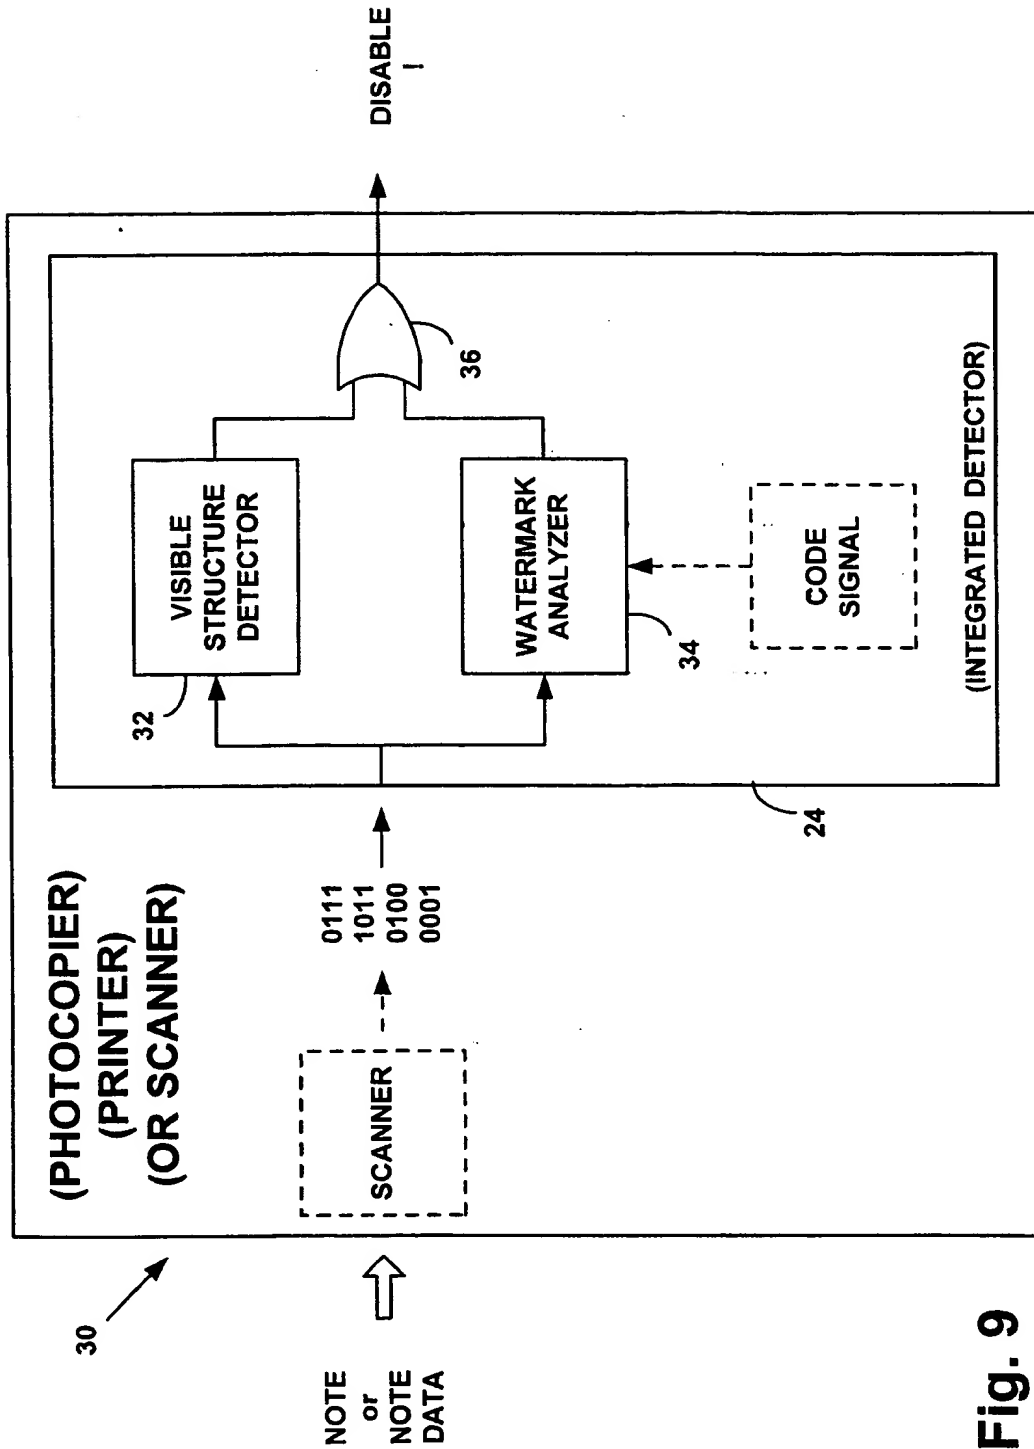 30
(PHOTOCOPIER)
(PRINTER)
(OR SCANNER)
NOTE
or
NOTE
DATA
SCANNER
0111
1011
0100
0001
32
VISIBLE
STRUCTURE
DETECTOR
WATERMARK
ANALYZER
34
CODE
SIGNAL
36
DISABLE
!
24
(INTEGRATED DETECTOR)
Fig. 9